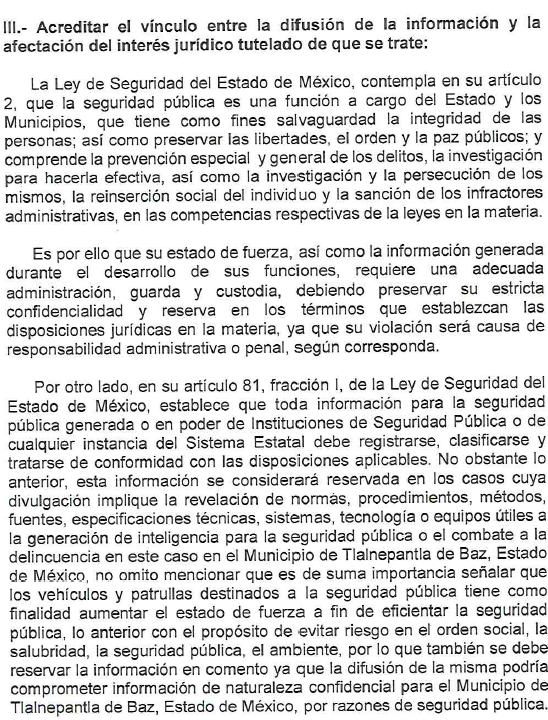 III.- Acreditar el vínculo entre la difusión de la información y la
afectación del interés jurídico tutelado de que se trate:
La Ley de Seguridad del Estado de México, contempla en su artículo
2, que la seguridad pública es una función a cargo del Estado y los
Municipios, que tiene como fines salvaguardad la integridad de las
personas; así como preservar las libertades, el orden y la paz públicos; y
comprende la prevención especial y general de los delitos, la investigación
para hacerla efectiva, así como la investigación y la persecución de los
mismos, la reinserción social del individuo y la sanción de los infractores
administrativas, en las competencias respectivas de la leyes en la materia.
Es por ello que su estado de fuerza, así como la información generada
durante el desarrollo de sus funciones, requiere una adecuada
administración, guarda y custodia, debiendo preservar su estricta
confidencialidad y reserva en los términos que establezcan las
disposiciones jurídicas en la materia, ya que su violación será causa de
responsabilidad administrativa o penal, según corresponda.
Por otro lado, en su artículo 81, fracción I, de la Ley de Seguridad del
Estado de México, establece que toda información para la seguridad
pública generada o en poder de Instituciones de Seguridad Pública o de
cualquier instancia del Sistema Estatal debe registrarse, clasificarse y
tratarse de conformidad con las disposiciones aplicables. No obstante lo
anterior, esta información se considerará reservada en los casos cuya
divulgación implique la revelación de normas, procedimientos, métodos,
fuentes, especificaciones técnicas, sistemas, tecnología o equipos útiles a
la generación de inteligencia para la seguridad pública o el combate a la
delincuencia en este caso en el Municipio de Tlalnepantla de Baz, Estado
de México, no omito mencionar que es de suma importancia señalar que
los vehículos y patrullas destinados a la seguridad pública tiene como
finalidad aumentar el estado de fuerza a fin de eficientar la seguridad
pública, lo anterior con el propósito de evitar riesgo en el orden social, la
salubridad, la seguridad pública, el ambiente, por lo que también se debe
reservar la información en comento ya que la difusión de la misma podría
comprometer información de naturaleza confidencial para el Municipio de
Tlalnepantla de Baz, Estado de México, por razones de seguridad pública.